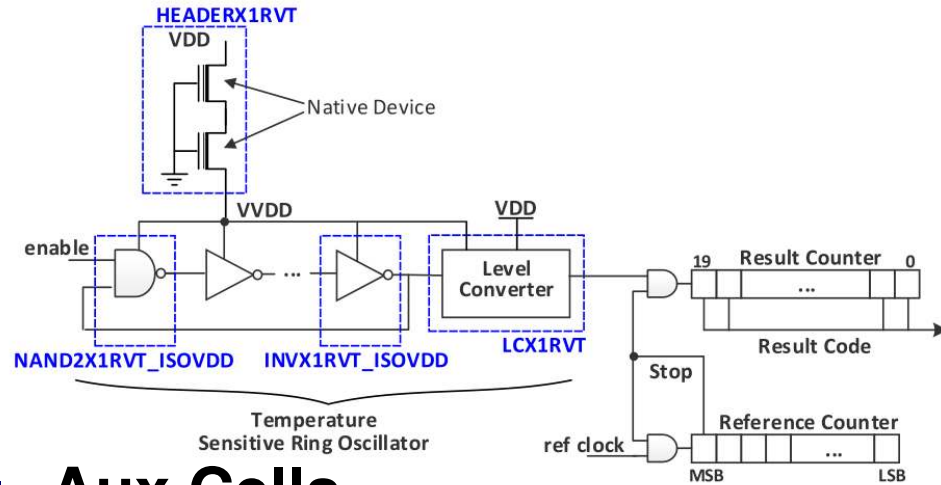 HEADERX1RVT
VDD
Native Device
VVDD
VDD
enable
...
Level
Converter
19
Result Counter
0
...
NAND2X1RVT_ISOVDD
INVX1RVT_ISOVDD
LCX1RVT
Result Code
Stop
Temperature
Sensitive Ring Oscillator
Reference Counter
ref clock
...
MSB
LSB
Aux Cells